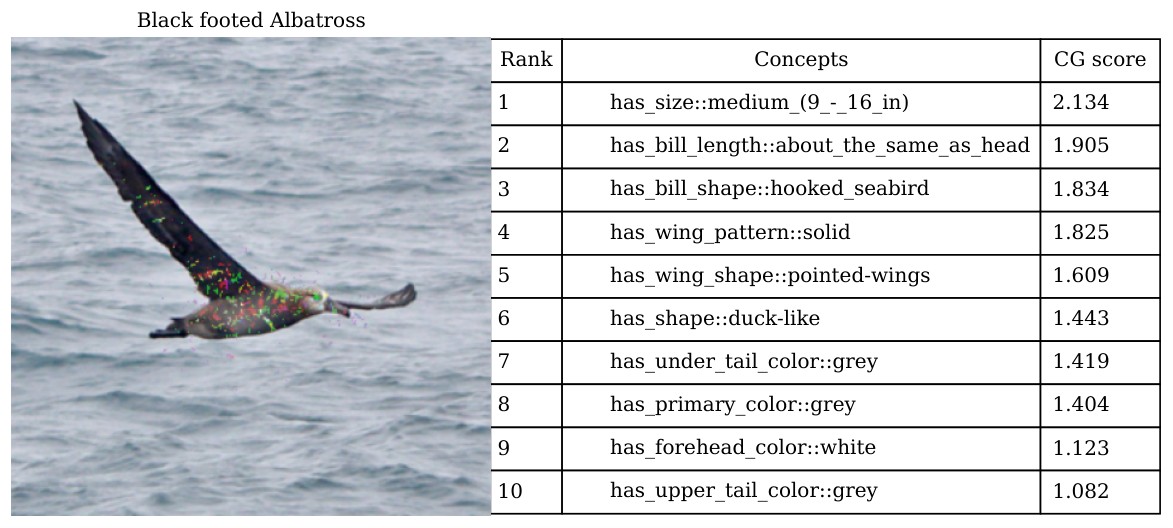 Black footed Albatross
Rank Concepts CG score
1 has_size::medium_(9_-_16_in) 2.134
2 has_bill_length::about_the_same_as_head 1.905
3 has_bill_shape::hooked_seabird 1.834
4 has_wing_pattern::solid 1.825
5 has_wing_shape::pointed-wings 1.609
6 has_shape::duck-like 1.443
7 has_under_tail_color::grey 1.419
8 has_primary_color::grey 1.404
9 has_forehead_color::white 1.123
10 has_upper_tail_color::grey 1.082